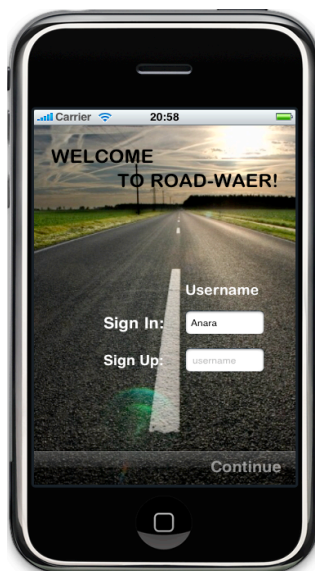 Carrier 20:58
WELCOME
TO ROAD-WAER!
Username
Sign In: Anara
Sign Up: username
Continue